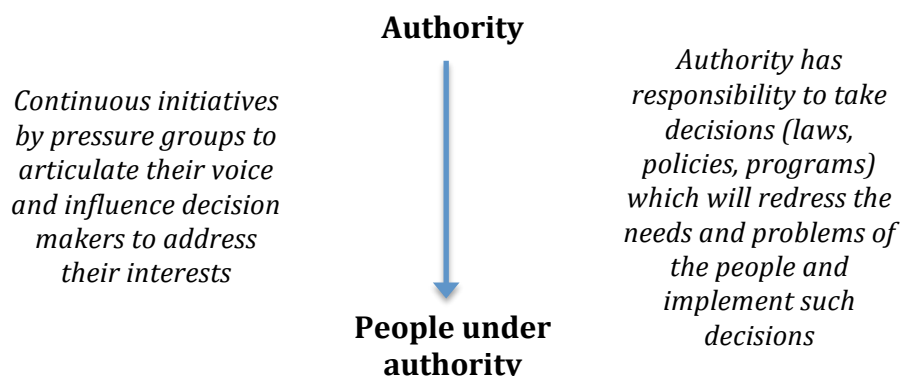 Authority
Continuous initiatives
by pressure groups to
articulate their voice
and influence decision
makers to address
their interests
Authority has
responsibility to take
decisions (laws,
policies, programs)
which will redress the
needs and problems of
the people and
implement such
decisions
People under
authority